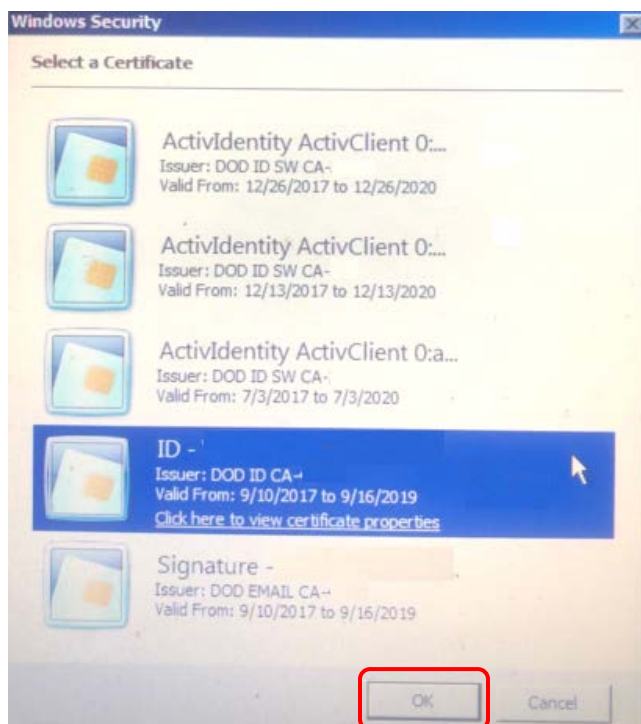 Windows Security
Select a Certificate
ActivIdentity ActivClient 0:...
Issuer: DOD ID SW CA-
Valid From: 12/26/2017 to 12/26/2020
ActivIdentity ActivClient 0:...
Issuer: DOD ID SW CA-
Valid From: 12/13/2017 to 12/13/2020
ActivIdentity ActivClient 0:a...
Issuer: DOD ID SW CA-
Valid From: 7/3/2017 to 7/3/2020
ID -
Issuer: DOD ID CA-
Valid From: 9/10/2017 to 9/16/2019
Click here to view certificate properties
Signature -
Issuer: DOD EMAIL CA-
Valid From: 9/10/2017 to 9/16/2019
OK
Cancel